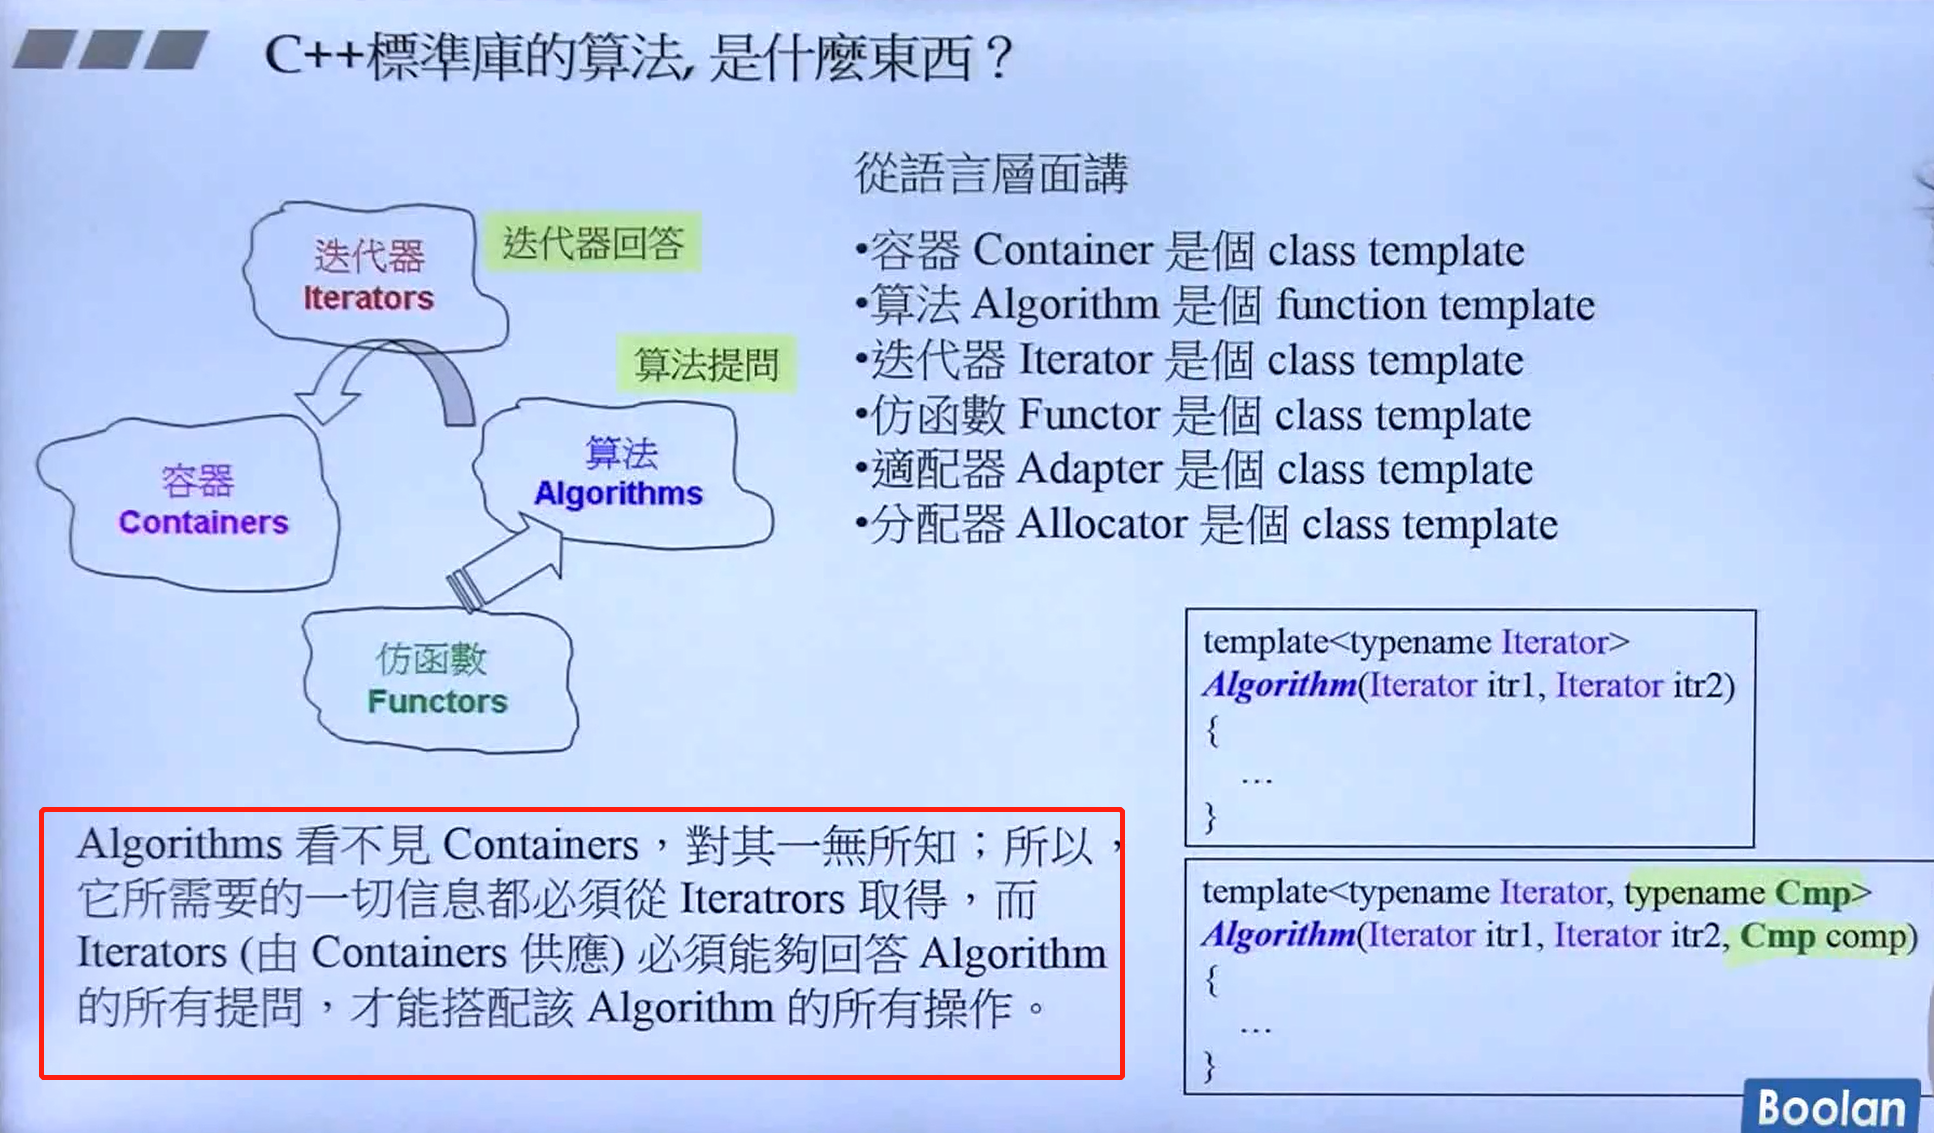 C++標準庫的算法, 是什麼東西？
迭代器
Iterators
迭代器回答
算法提問
容器
Containers
算法
Algorithms
仿函數
Functors
從語言層面講
•容器 Container 是個 class template
•算法 Algorithm 是個 function template
•迭代器 Iterator 是個 class template
•仿函數 Functor 是個 class template
•適配器 Adapter 是個 class template
•分配器 Allocator 是個 class template
template<typename Iterator>
Algorithm(Iterator itr1, Iterator itr2)
{
…
}
template<typename Iterator, typename Cmp>
Algorithm(Iterator itr1, Iterator itr2, Cmp comp)
{
…
}
Algorithms 看不見 Containers，對其一無所知；所以，
它所需要的一切信息都必須從 Iteratrors 取得，而
Iterators (由 Containers 供應) 必須能夠回答 Algorithm
的所有提問，才能搭配該 Algorithm 的所有操作。
Boolan